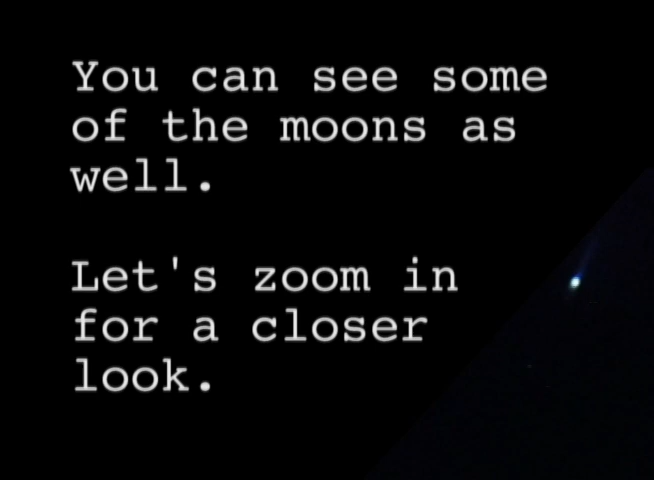 You can see some
of the moons as
well.
Let's zoom in
for a closer
look.